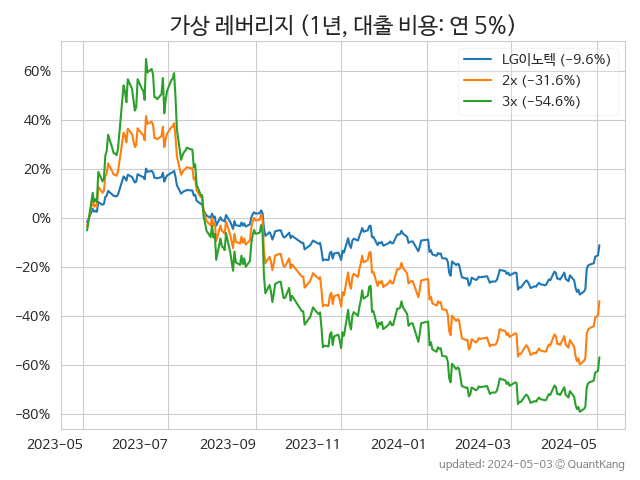 가상 레버리지 (1년, 대출 비용: 연 5%)
LG이노텍 (−9.6%)
2x (−31.6%)
3x (−54.6%)
60%
40%
20%
0%
−20%
−40%
−60%
−80%
2023-05 2023-07 2023-09 2023-11 2024-01 2024-03 2024-05
updated: 2024-05-03 ⓒ QuantKang